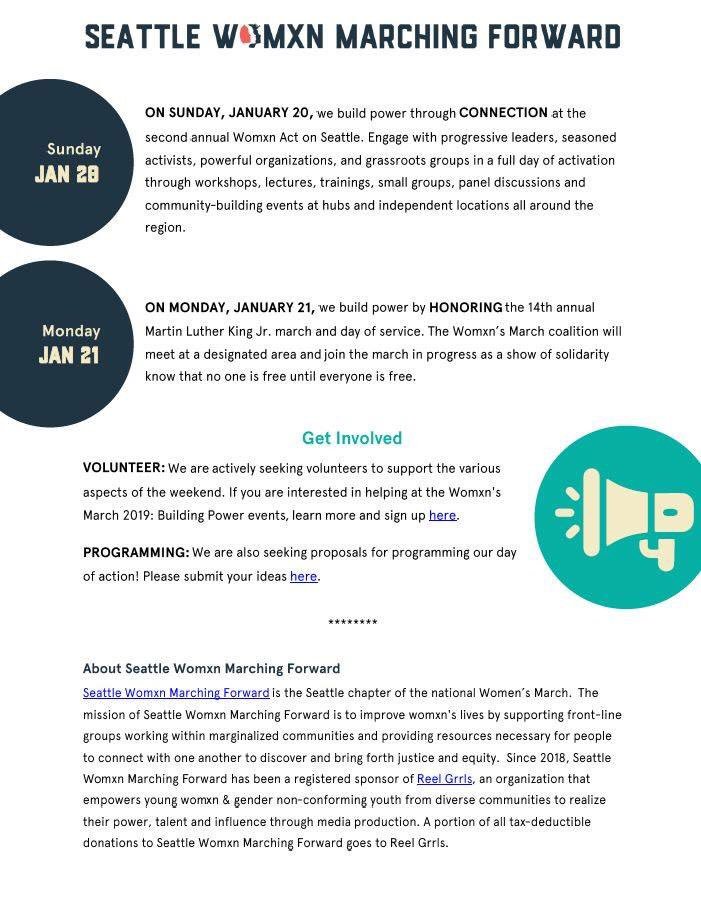 SEATTLE WOMXN MARCHING FORWARD
Sunday
JAN 20
ON SUNDAY, JANUARY 20, we build power through CONNECTION at the
second annual Womxn Act on Seattle. Engage with progressive leaders, seasoned
activists, powerful organizations, and grassroots groups in a full day of activation
through workshops, lectures, trainings, small groups, panel discussions and
community-building events at hubs and independent locations all around the
region.
Monday
JAN 21
ON MONDAY, JANUARY 21, we build power by HONORING the 14th annual
Martin Luther King Jr. march and day of service. The Womxn's March coalition will
meet at a designated area and join the march in progress as a show of solidarity
know that no one is free until everyone is free.
Get Involved
VOLUNTEER: We are actively seeking volunteers to support the various
aspects of the weekend. If you are interested in helping at the Womxn's
March 2019: Building Power events, learn more and sign up here.
PROGRAMMING: We are also seeking proposals for programming our day
of action! Please submit your ideas here.
********
About Seattle Womxn Marching Forward
Seattle Womxn Marching Forward is the Seattle chapter of the national Women's March. The
mission of Seattle Womxn Marching Forward is to improve womxn's lives by supporting front-line
groups working within marginalized communities and providing resources necessary for people
to connect with one another to discover and bring forth justice and equity. Since 2018, Seattle
Womxn Marching Forward has been a registered sponsor of Reel Grrls, an organization that
empowers young womxn & gender non-conforming youth from diverse communities to realize
their power, talent and influence through media production. A portion of all tax-deductible
donations to Seattle Womxn Marching Forward goes to Reel Grrls.